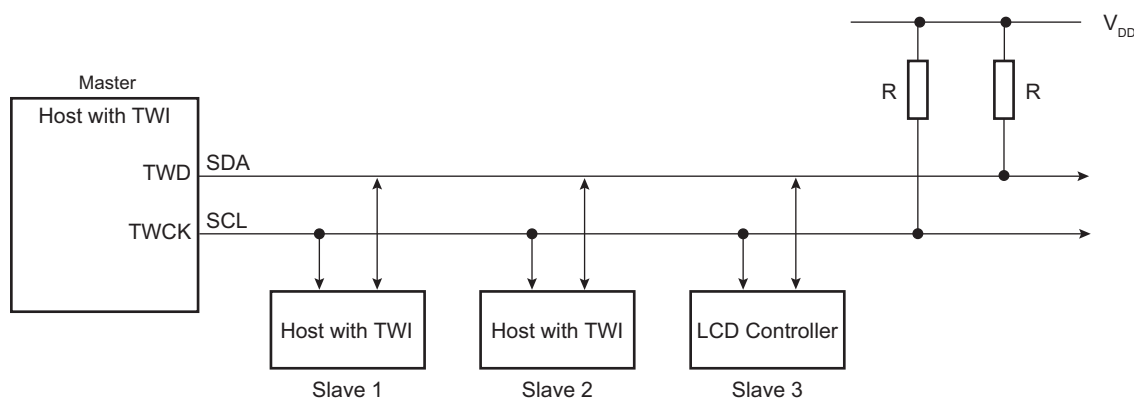 V_DD
Master
Host with TWI
R
R
TWD
SDA
TWCK
SCL
Host with TWI
Host with TWI
LCD Controller
Slave 1
Slave 2
Slave 3